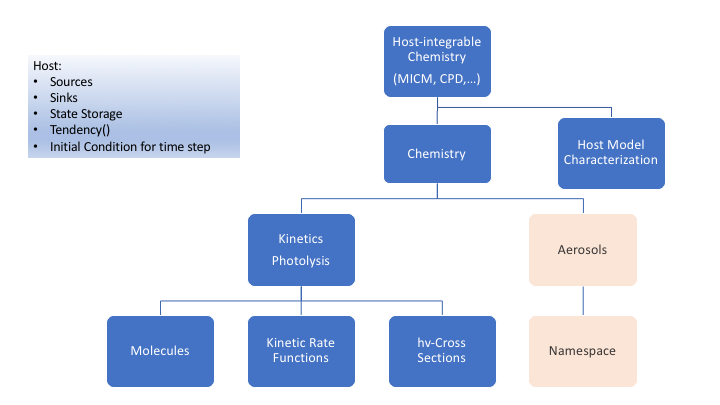 Host:
• Sources
• Sinks
• State Storage
• Tendency()
• Initial Condition for time step
Host-integrable
Chemistry
(MICM, CPD,…)
Chemistry
Host Model
Characterization
Kinetics
Photolysis
Aerosols
Molecules
Kinetic Rate
Functions
hv-Cross
Sections
Namespace